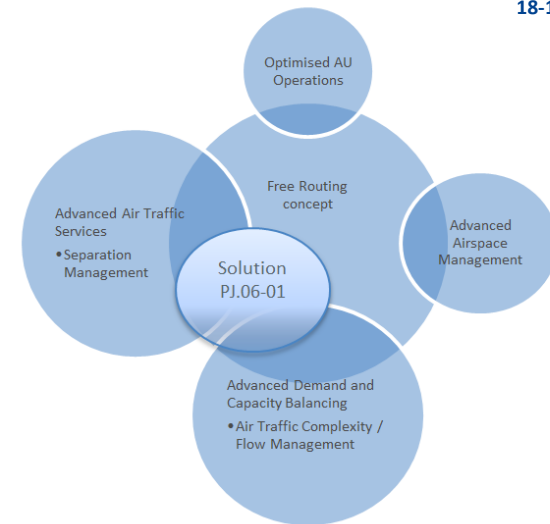 18-1
Optimised AU
Operations
Free Routing
concept
Advanced Air Traffic
Services
•Separation
Management
Advanced
Airspace
Management
Solution
PJ.06-01
Advanced Demand and
Capacity Balancing
•Air Traffic Complexity /
Flow Management